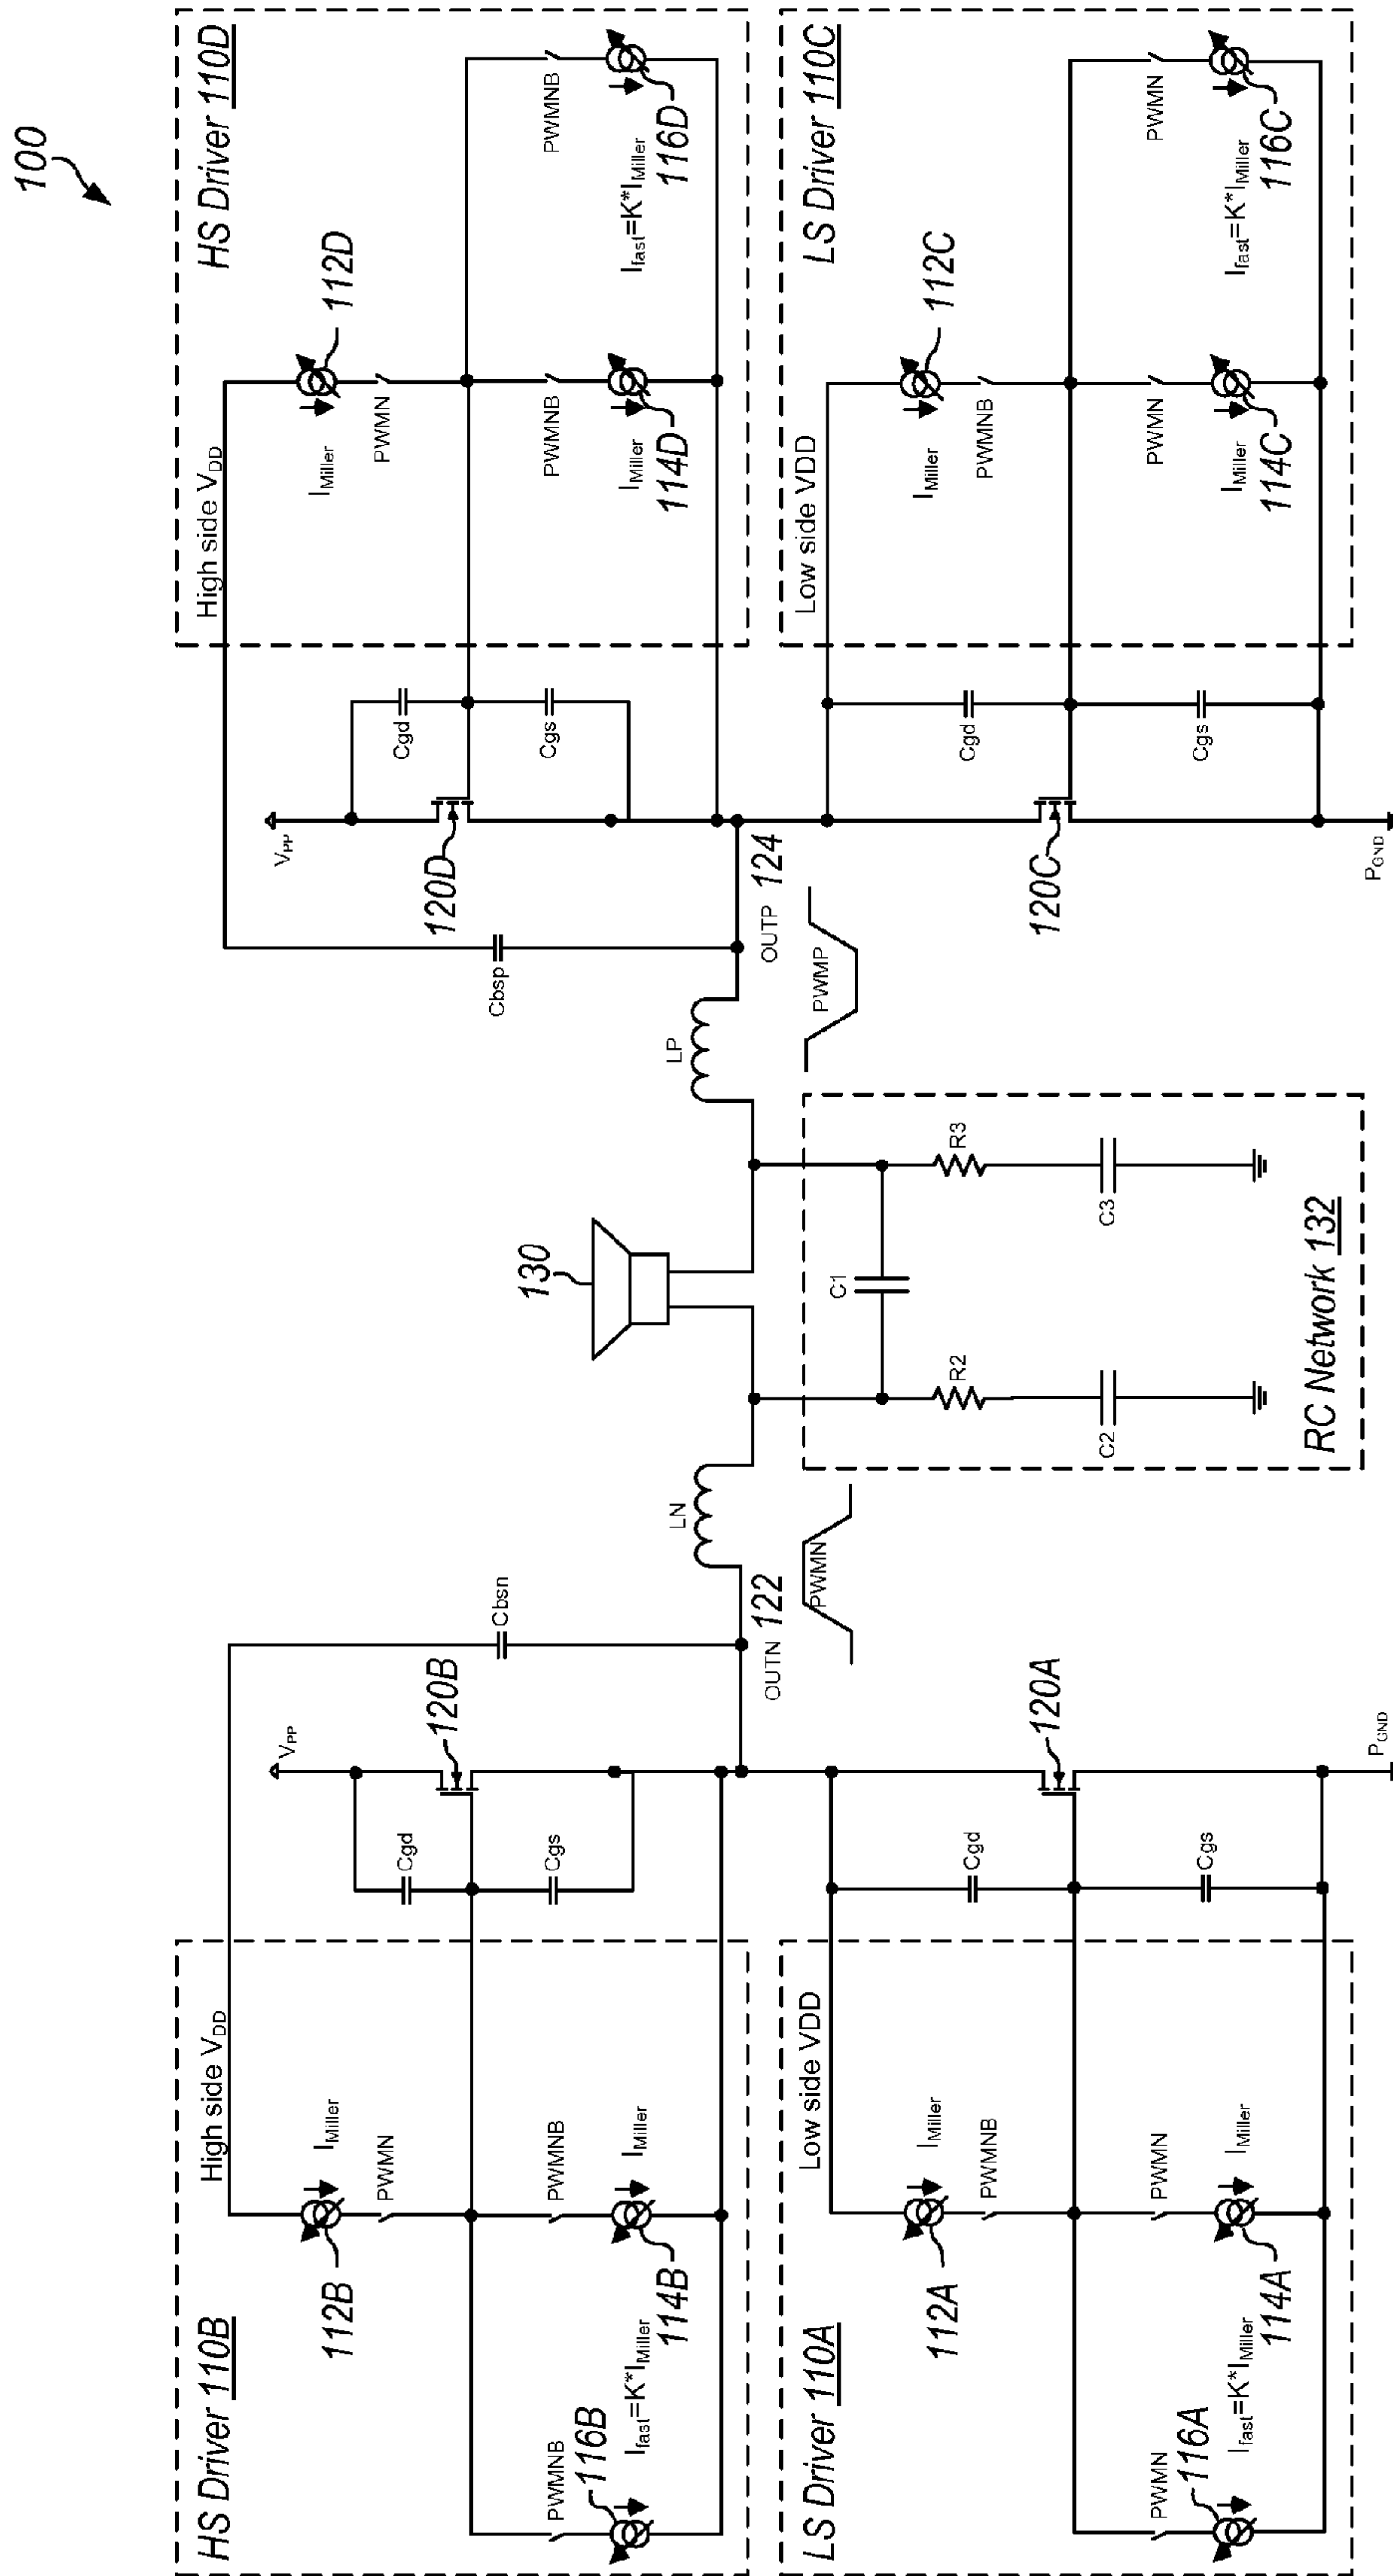 100
HS Driver 110B
High side VDD
112B
IMiller
PWMN
PWMNB
PWMNB
116B
Ifast=K*IMiller
114B
IMiller
LS Driver 110A
Low side VDD
112A
IMiller
PWMNB
PWMN
PWMN
116A
Ifast=K*IMiller
114A
IMiller
Cgd
Cgs
VPP
120B
Cbsn
OUTN 122
LN
PWMN
Cgd
Cgs
120A
PGND
130
C1
R2
R3
C2
C3
RC Network 132
LP
PWMP
OUTP 124
Cbsp
VPP
120D
Cgd
Cgs
120C
Cgd
Cgs
PGND
HS Driver 110D
High side VDD
112D
IMiller
PWMN
PWMNB
PWMNB
IMiller
114D
Ifast=K*IMiller
116D
LS Driver 110C
Low side VDD
112C
IMiller
PWMNB
PWMN
PWMN
IMiller
114C
Ifast=K*IMiller
116C